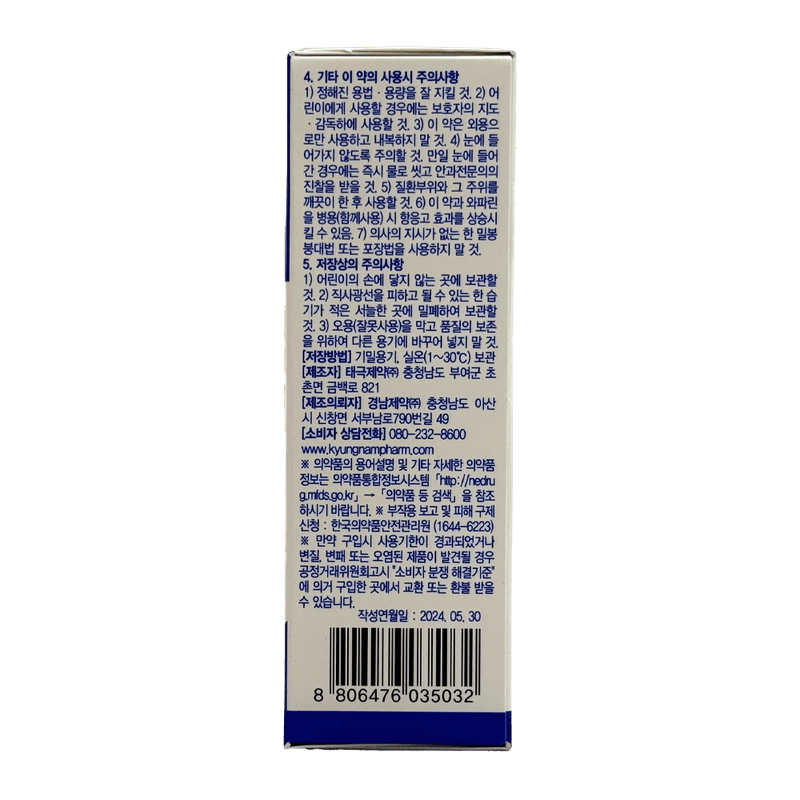 4. 기타 이 약의 사용시 주의사항
1) 정해진 용법 · 용량을 잘 지킬 것. 2) 어
린이에게 사용할 경우에는 보호자의 지도
· 감독하에 사용할 것. 3) 이 약은 외용으
로만 사용하고 내복하지 말 것. 4) 눈에 들
어가지 않도록 주의할 것. 만일 눈에 들어
간 경우에는 즉시 물로 씻고 안과전문의의
진찰을 받을 것. 5) 질환부위와 그 주위를
깨끗이 한 후 사용할 것. 6) 이 약과 와파린
을 병용(함께사용) 시 항응고 효과를 상승시
킬 수 있음. 7) 의사의 지시가 없는 한 밀봉
붕대법 또는 포장법을 사용하지 말 것.
5. 저장상의 주의사항
1) 어린이의 손에 닿지 않는 곳에 보관할
것. 2) 직사광선을 피하고 될 수 있는 한 습
기가 적은 서늘한 곳에 밀폐하여 보관할
것. 3) 오용(잘못사용)을 막고 품질의 보존
을 위하여 다른 용기에 바꾸어 넣지 말 것.
[저장방법] 기밀용기, 실온(1~30℃) 보관
[제조자] 태극제약㈜ 충청남도 부여군 초
촌면 금백로 821
[제조의뢰자] 경남제약㈜ 충청남도 아산
시 신창면 서부남로790번길 49
[소비자 상담전화] 080-232-8600
www.kyungnampharm.com
※ 의약품의 용어설명 및 기타 자세한 의약품
정보는 의약품통합정보시스템 「http://nedru
g.mfds.go.kr」 → 「의약품 등 검색」을 참조
하시기 바랍니다. ※ 부작용 보고 및 피해 구제
신청 : 한국의약품안전관리원 (1644-6223)
※ 만약 구입시 사용기한이 경과되었거나
변질, 변패 또는 오염된 제품이 발견될 경우
공정거래위원회고시 "소비자 분쟁 해결기준"
에 의거 구입한 곳에서 교환 또는 환불 받을
수 있습니다.
작성연월일 : 2024. 05. 30
8 806476 035032